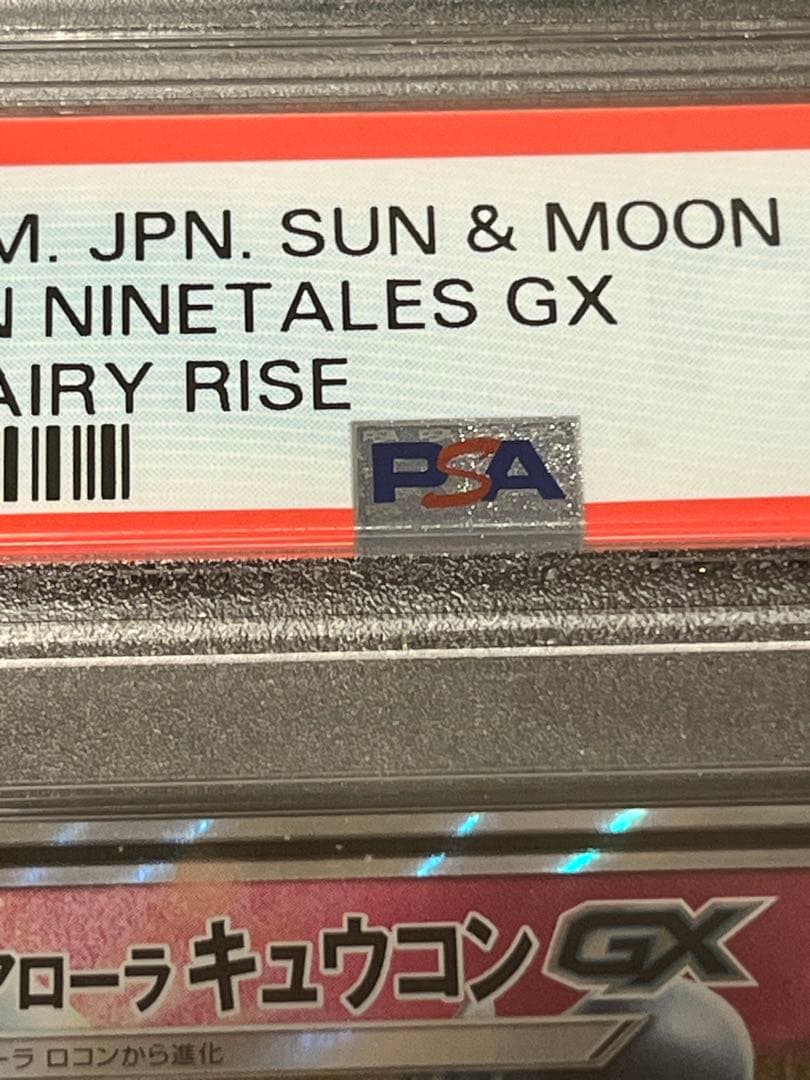 M. JPN. SUN & MOON
N NINETALES GX
AIRY RISE
PSA
アローラ キュウコン GX
ーラ ロコンから進化